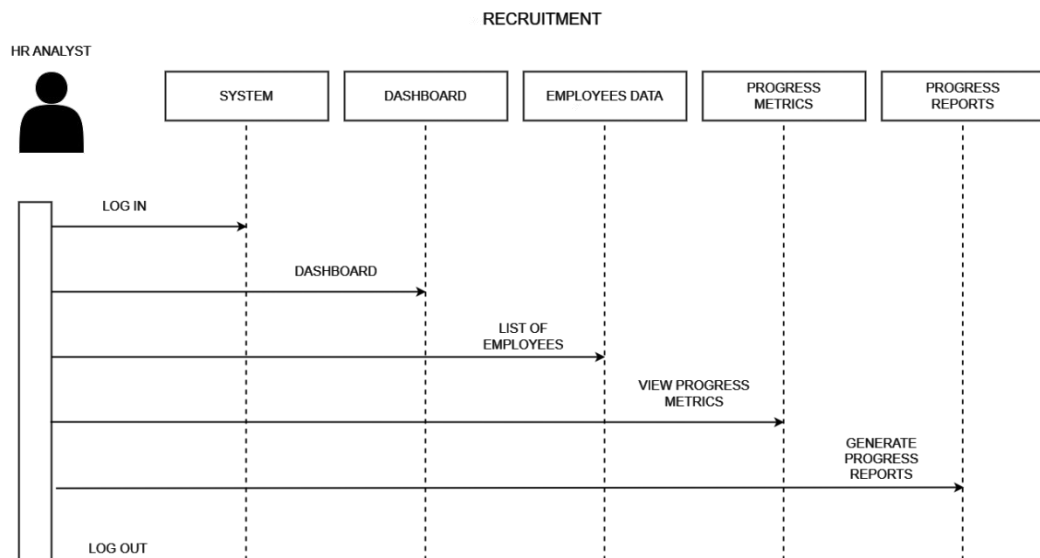 RECRUITMENT
HR ANALYST
SYSTEM
DASHBOARD
EMPLOYEES DATA
PROGRESS
METRICS
PROGRESS
REPORTS
LOG IN
DASHBOARD
LIST OF
EMPLOYEES
VIEW PROGRESS
METRICS
GENERATE
PROGRESS
REPORTS
LOG OUT